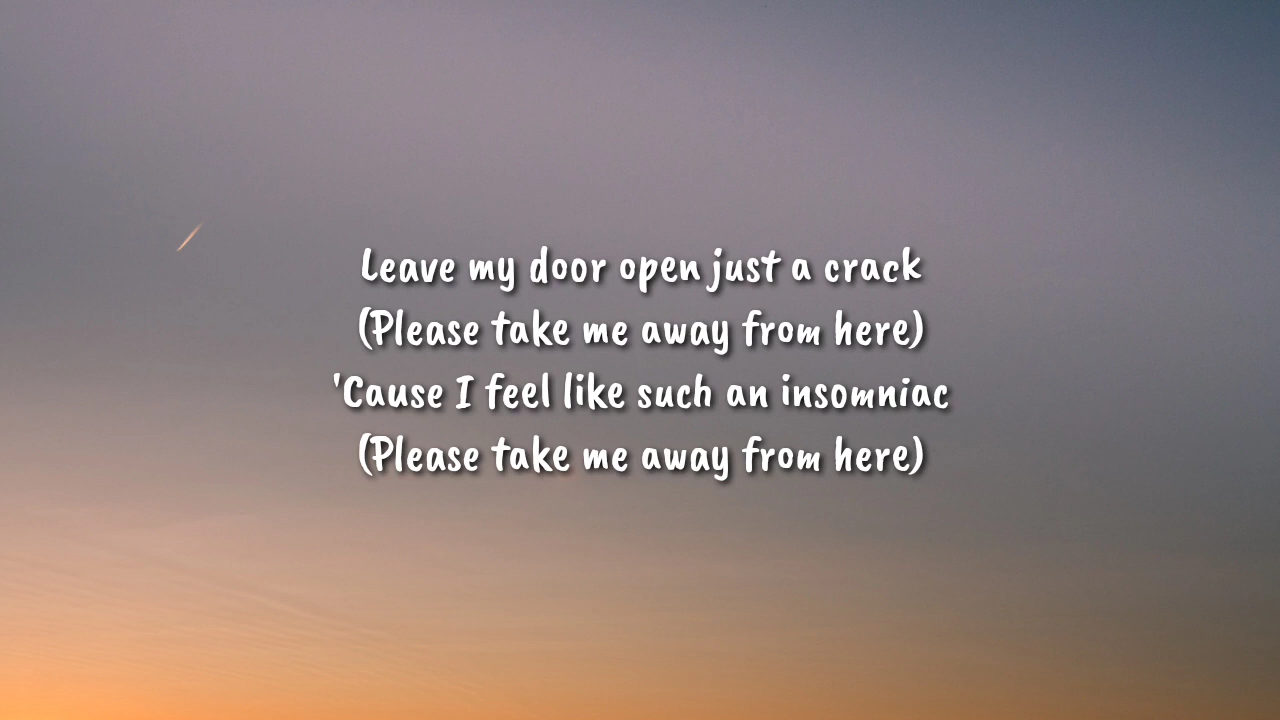 Leave my door open just a crack
(Please take me away from here)
'Cause I feel like such an insomniac
(Please take me away from here)